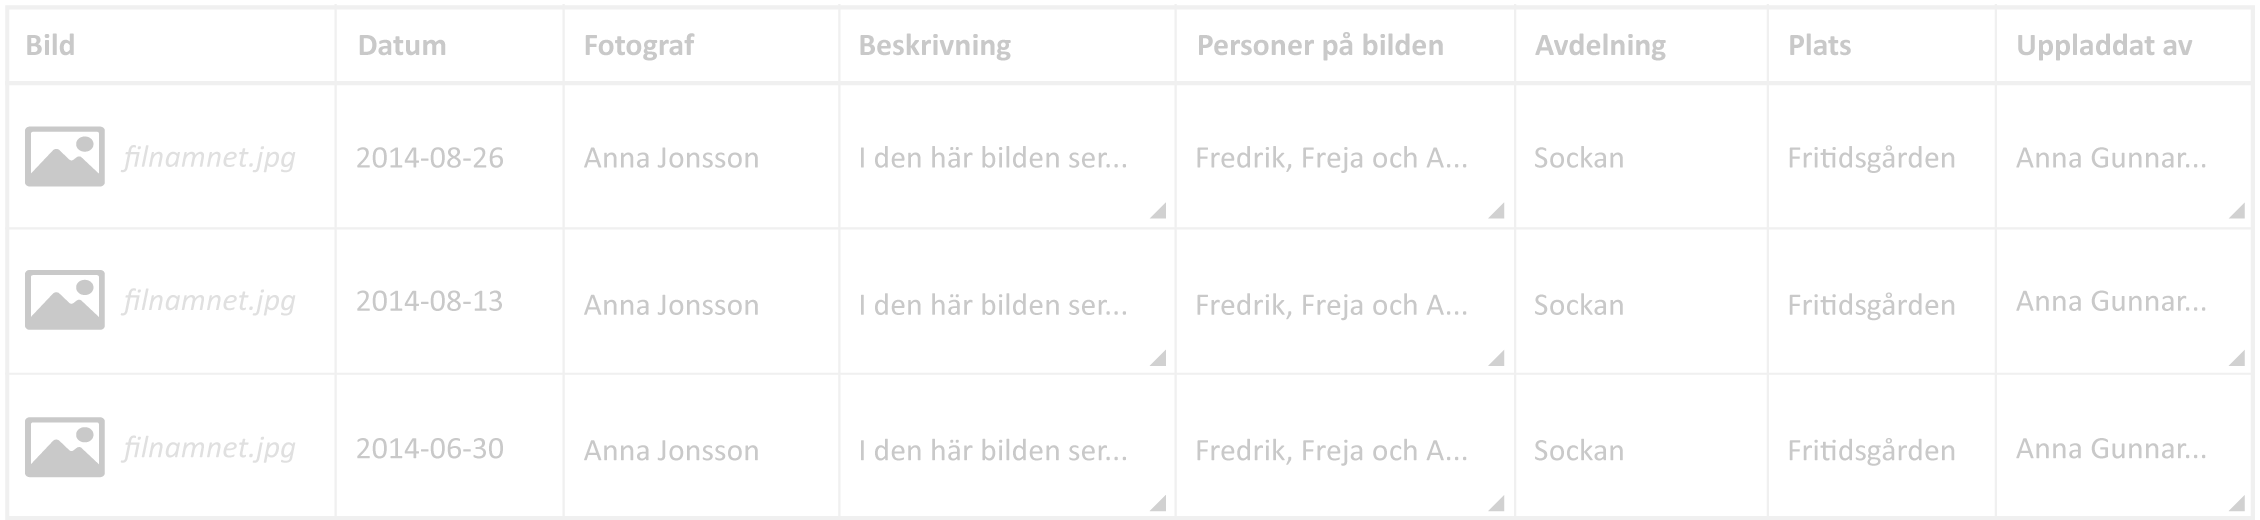 Bild Datum Fotograf Beskrivning Personer på bilden Avdelning Plats Uppladdat av
filnamnet.jpg 2014-08-26 Anna Jonsson I den här bilden ser... Fredrik, Freja och A... Sockan Fritidsgården Anna Gunnar...
filnamnet.jpg 2014-08-13 Anna Jonsson I den här bilden ser... Fredrik, Freja och A... Sockan Fritidsgården Anna Gunnar...
filnamnet.jpg 2014-06-30 Anna Jonsson I den här bilden ser... Fredrik, Freja och A... Sockan Fritidsgården Anna Gunnar...